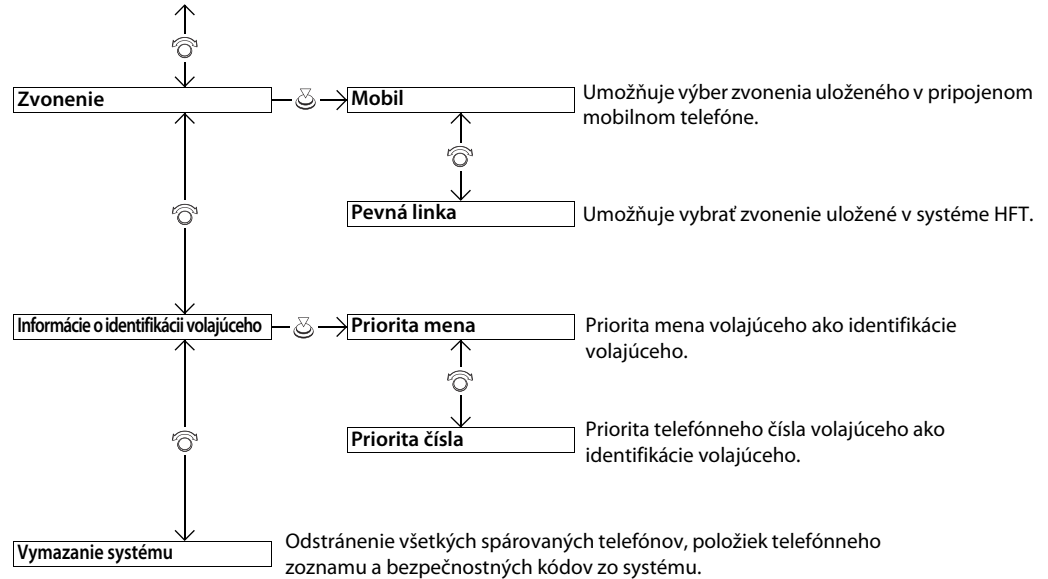 Zvonenie
Mobil
Umožňuje výber zvonenia uloženého v pripojenom
mobilnom telefóne.
Pevná linka
Umožňuje vybrať zvonenie uložené v systéme HFT.
Informácie o identifikácii volajúceho
Priorita mena
Priorita mena volajúceho ako identifikácie
volajúceho.
Priorita čísla
Priorita telefónneho čísla volajúceho ako
identifikácie volajúceho.
Vymazanie systému
Odstránenie všetkých spárovaných telefónov, položiek telefónneho
zoznamu a bezpečnostných kódov zo systému.